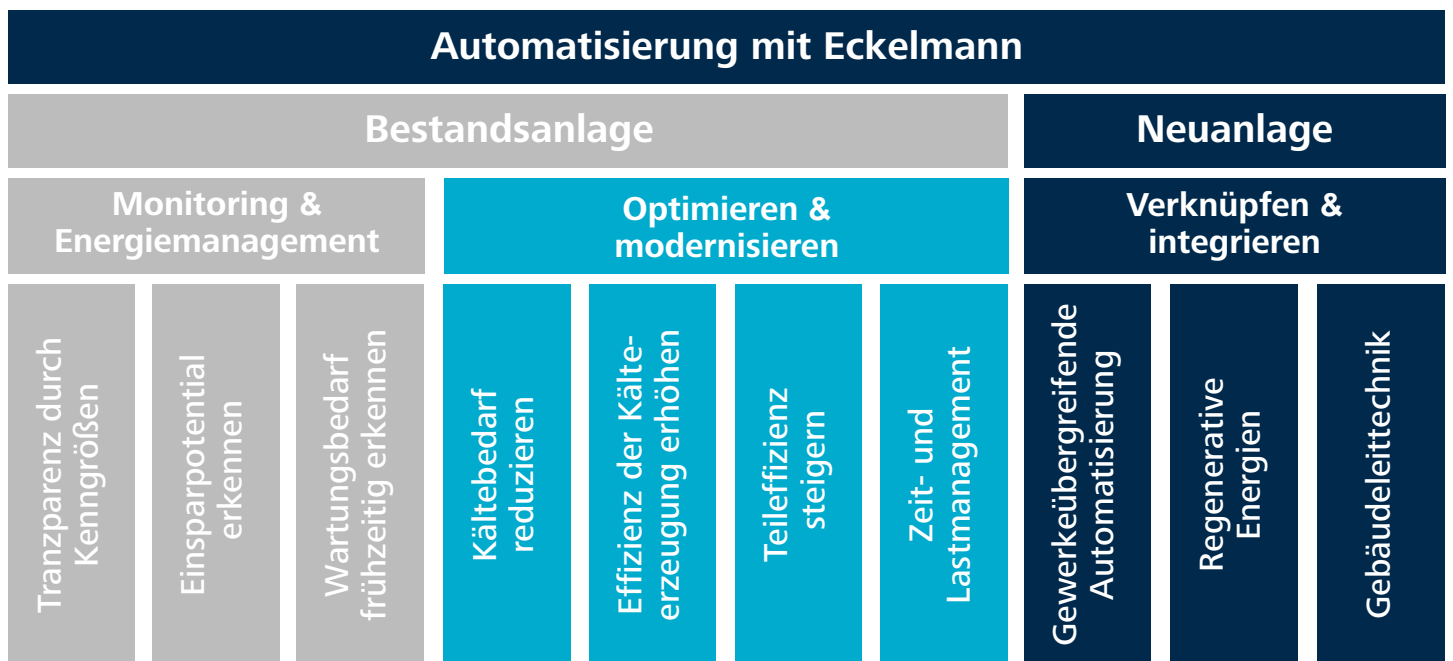 Automatisierung mit Eckelmann
Bestandsanlage
Neuanlage
Monitoring &
Energiemanagement
Optimieren &
modernisieren
Verknüpfen &
integrieren
Tranzparenz durch
Kenngrößen
Einsparpotential
erkennen
Wartungsbedarf
frühzeitig erkennen
Kältebedarf
reduzieren
Effizienz der Kälte-
erzeugung erhöhen
Teileffizienz
steigern
Zeit- und
Lastmanagement
Gewerkeübergreifende
Automatisierung
Regenerative
Energien
Gebäudeleittechnik